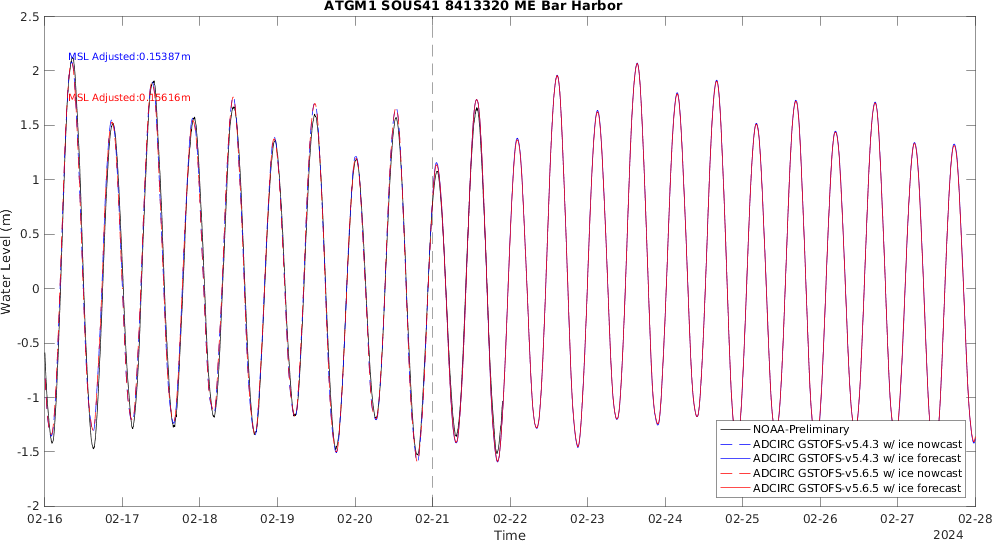 ATGM1 SOUS41 8413320 ME Bar Harbor
2.5
2
1.5
1
0.5
0
-0.5
-1
-1.5
-2
Water Level (m)
MSL Adjusted:0.15387m
MSL Adjusted:0.15616m
NOAA-Preliminary
ADCIRC GSTOFS-v5.4.3 w/ ice nowcast
ADCIRC GSTOFS-v5.4.3 w/ ice forecast
ADCIRC GSTOFS-v5.6.5 w/ ice nowcast
ADCIRC GSTOFS-v5.6.5 w/ ice forecast
02-16 02-17 02-18 02-19 02-20 02-21 02-22 02-23 02-24 02-25 02-26 02-27 02-28
Time
2024